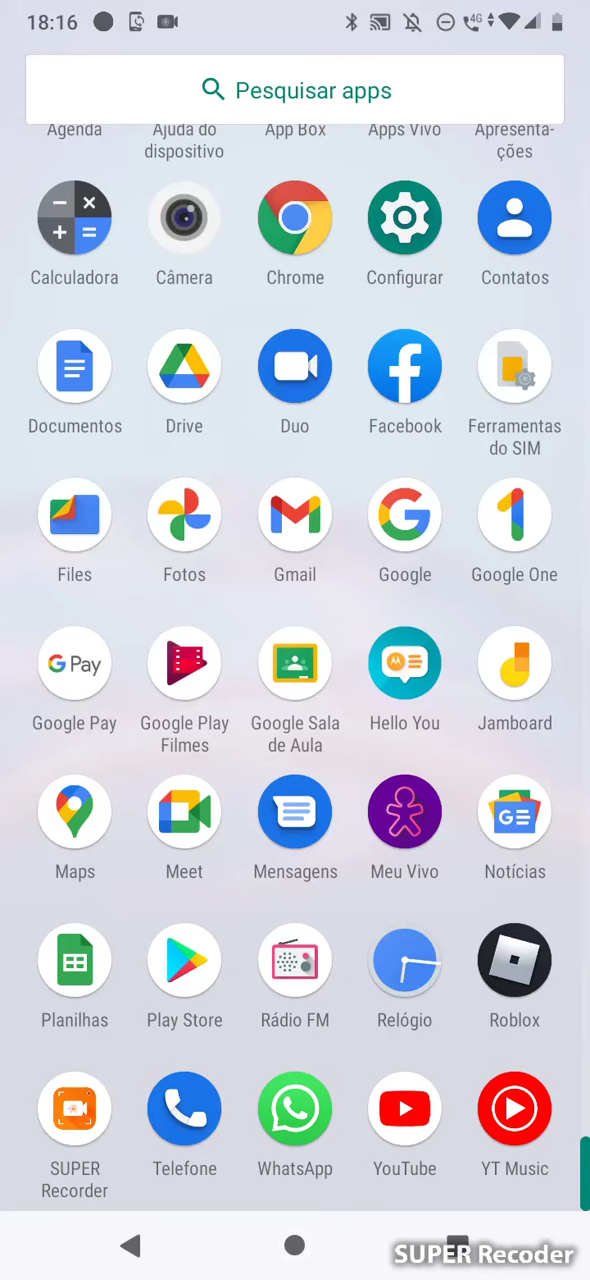 18:16
4G
Pesquisar apps
Agenda Ajuda do App Box Apps Vivo Apresenta-
dispositivo ções
Calculadora Câmera Chrome Configurar Contatos
Documentos Drive Duo Facebook Ferramentas
do SIM
Files Fotos Gmail Google Google One
G Pay
Google Pay Google Play Google Sala Hello You Jamboard
Filmes de Aula
GE
Maps Meet Mensagens Meu Vivo Notícias
Planilhas Play Store Rádio FM Relógio Roblox
SUPER Telefone WhatsApp YouTube YT Music
Recorder
SUPER Recoder